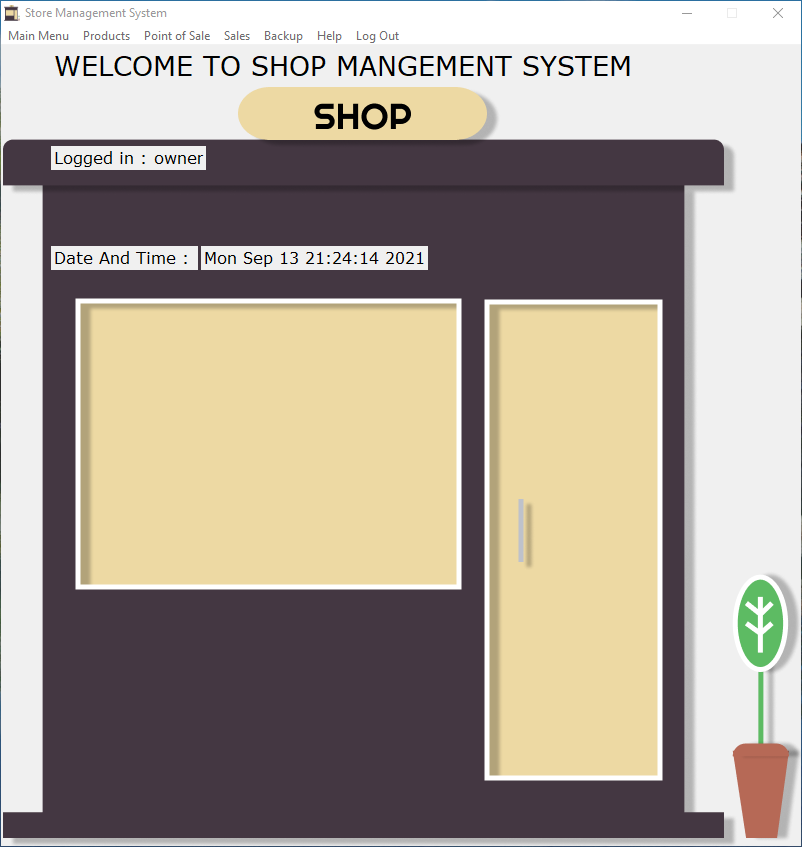 Store Management System
Main Menu Products Point of Sale Sales Backup Help Log Out
WELCOME TO SHOP MANGEMENT SYSTEM
SHOP
Logged in : owner
Date And Time : Mon Sep 13 21:24:14 2021